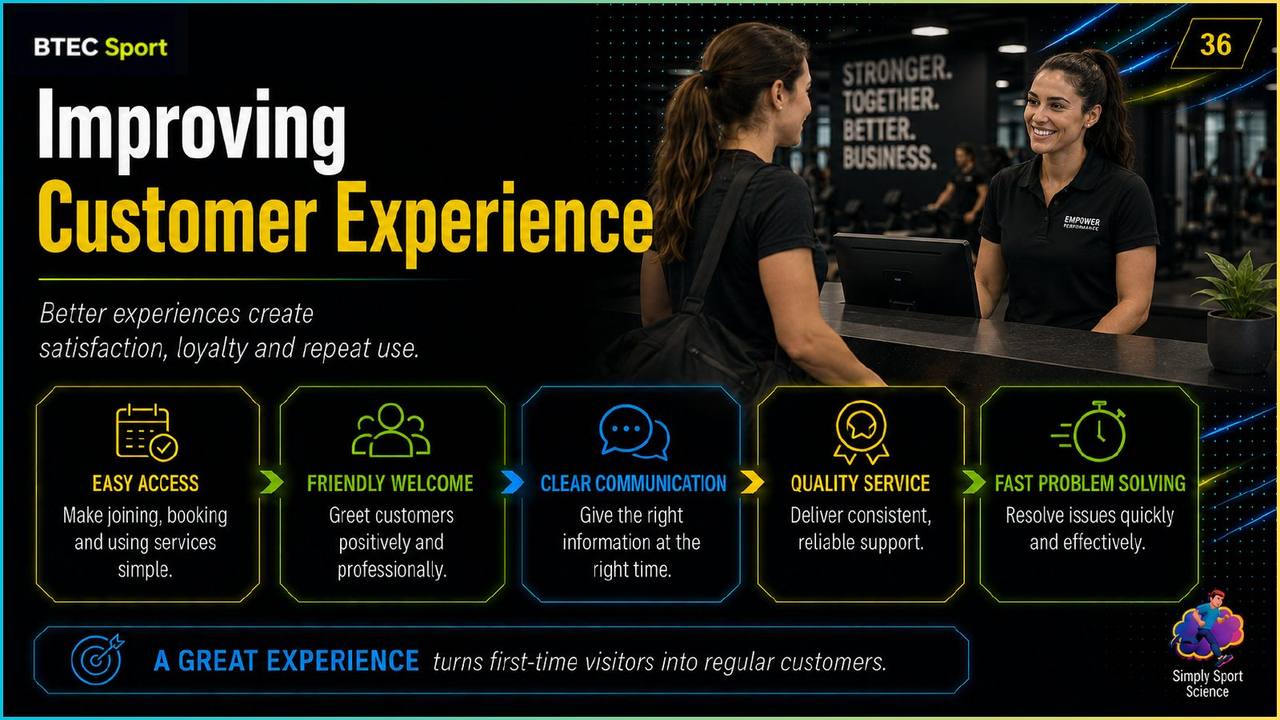 BTEC Sport
36
Improving
Customer Experience
Better experiences create
satisfaction, loyalty and repeat use.
STRONGER.
TOGETHER.
BETTER.
BUSINESS.
EMPOWER
PERFORMANCE
EASY ACCESS
Make joining, booking
and using services
simple.
FRIENDLY WELCOME
Greet customers
positively and
professionally.
CLEAR COMMUNICATION
Give the right
information at the
right time.
QUALITY SERVICE
Deliver consistent,
reliable support.
FAST PROBLEM SOLVING
Resolve issues quickly
and effectively.
A GREAT EXPERIENCE turns first-time visitors into regular customers.
Simply Sport
Science